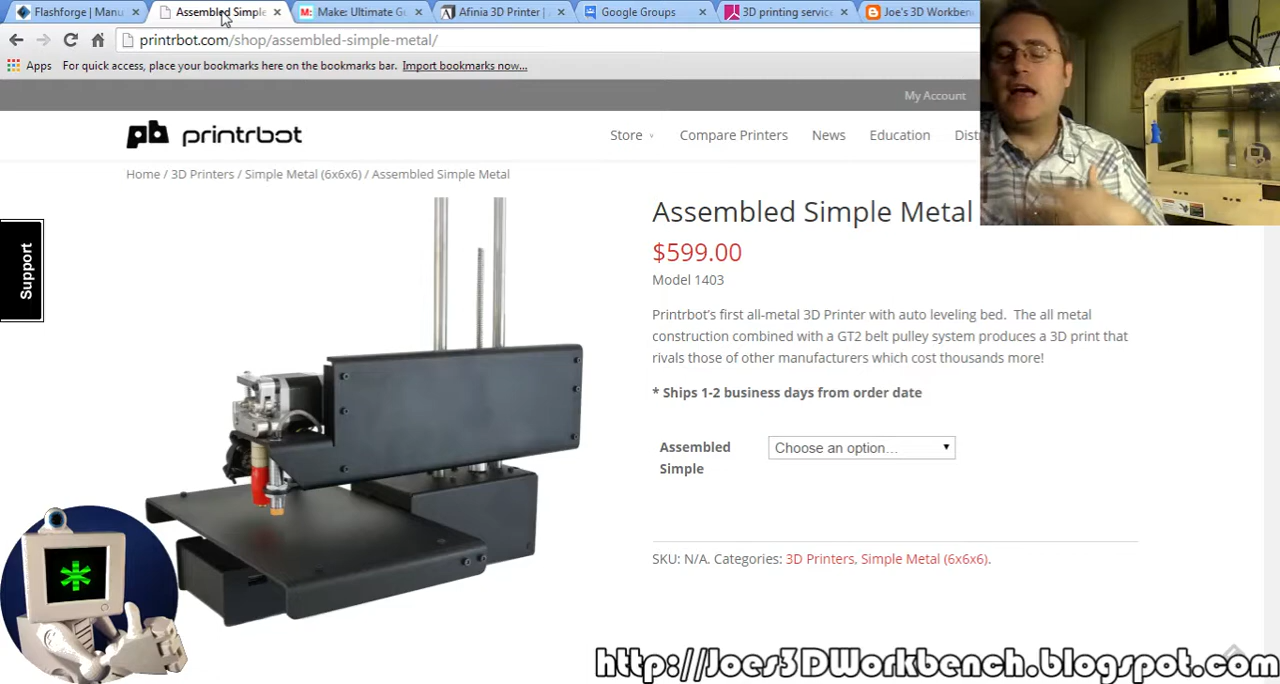 Flashforge | Manu
Assembled Simple
Make: Ultimate G
Afinia 3D Printer |
Google Groups
3D printing service
Joe's 3D Workben
printrbot.com/shop/assembled-simple-metal/
Apps For quick access, place your bookmarks here on the bookmarks bar. Import bookmarks now...
My Account
pb printrbot
Store Compare Printers News Education Dist
Home / 3D Printers / Simple Metal (6x6x6) / Assembled Simple Metal
Support
Assembled Simple Metal
$599.00
Model 1403
Printrbot's first all-metal 3D Printer with auto leveling bed. The all metal
construction combined with a GT2 belt pulley system produces a 3D print that
rivals those of other manufacturers which cost thousands more!
* Ships 1-2 business days from order date
Assembled
Simple
Choose an option...
SKU: N/A. Categories: 3D Printers, Simple Metal (6x6x6).
http://Joes3DWorkbench.blogspot.com